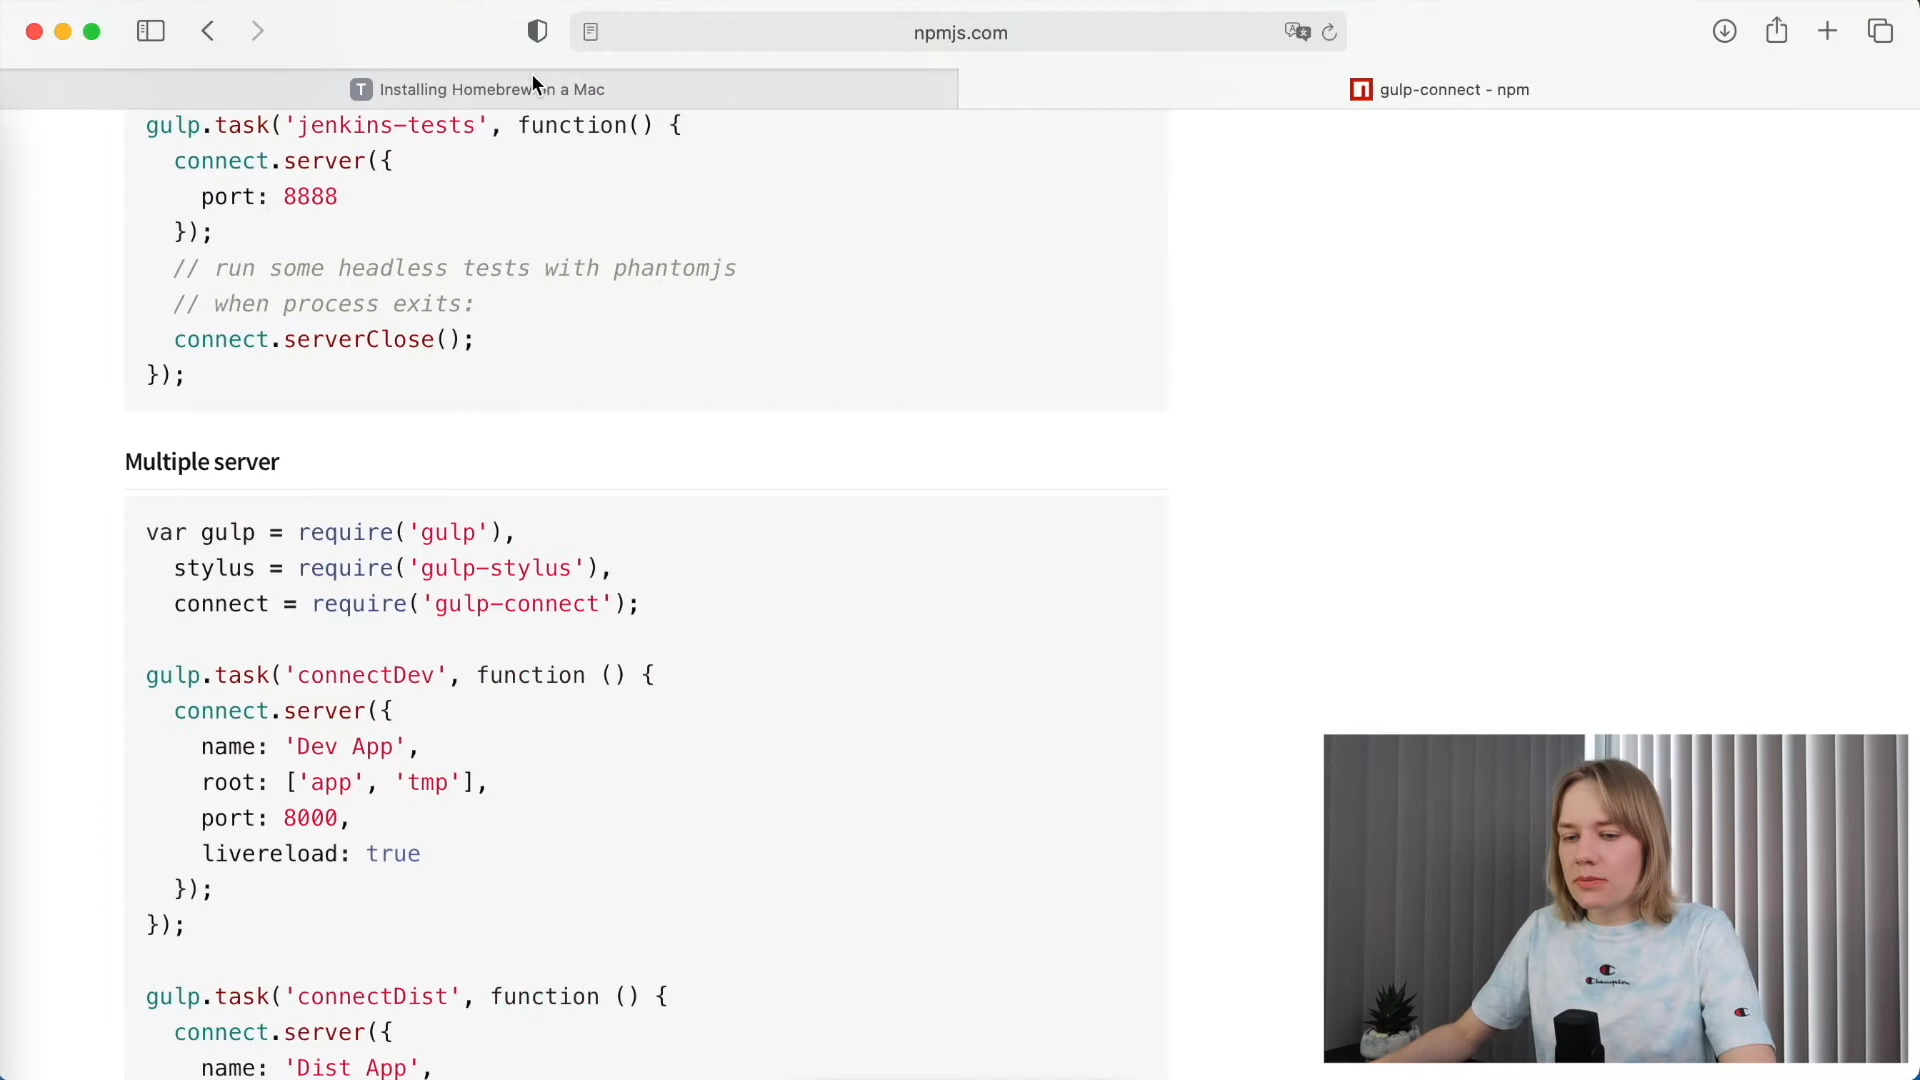 npmjs.com
T Installing Homebrew on a Mac
gulp-connect - npm
gulp.task('jenkins-tests', function() {
connect.server({
port: 8888
});
// run some headless tests with phantomjs
// when process exits:
connect.serverClose();
});
Multiple server
var gulp = require('gulp'),
stylus = require('gulp-stylus'),
connect = require('gulp-connect');
gulp.task('connectDev', function () {
connect.server({
name: 'Dev App',
root: ['app', 'tmp'],
port: 8000,
livereload: true
});
});
gulp.task('connectDist', function () {
connect.server({
name: 'Dist App',
Champion